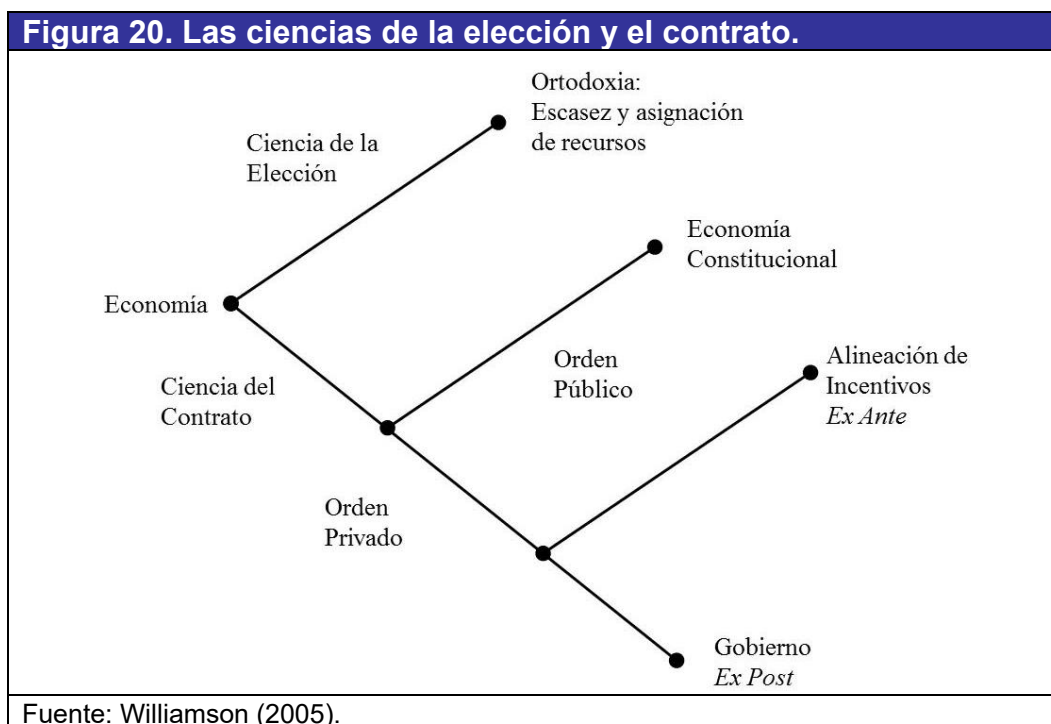 Figura 20. Las ciencias de la elección y el contrato.
Ortodoxia:
Escasez y asignación
de recursos
Ciencia de la
Elección
Economía
Constitucional
Economía
Orden
Público
Alineación de
Incentivos
Ex Ante
Ciencia del
Contrato
Orden
Privado
Gobierno
Ex Post
Fuente: Williamson (2005).